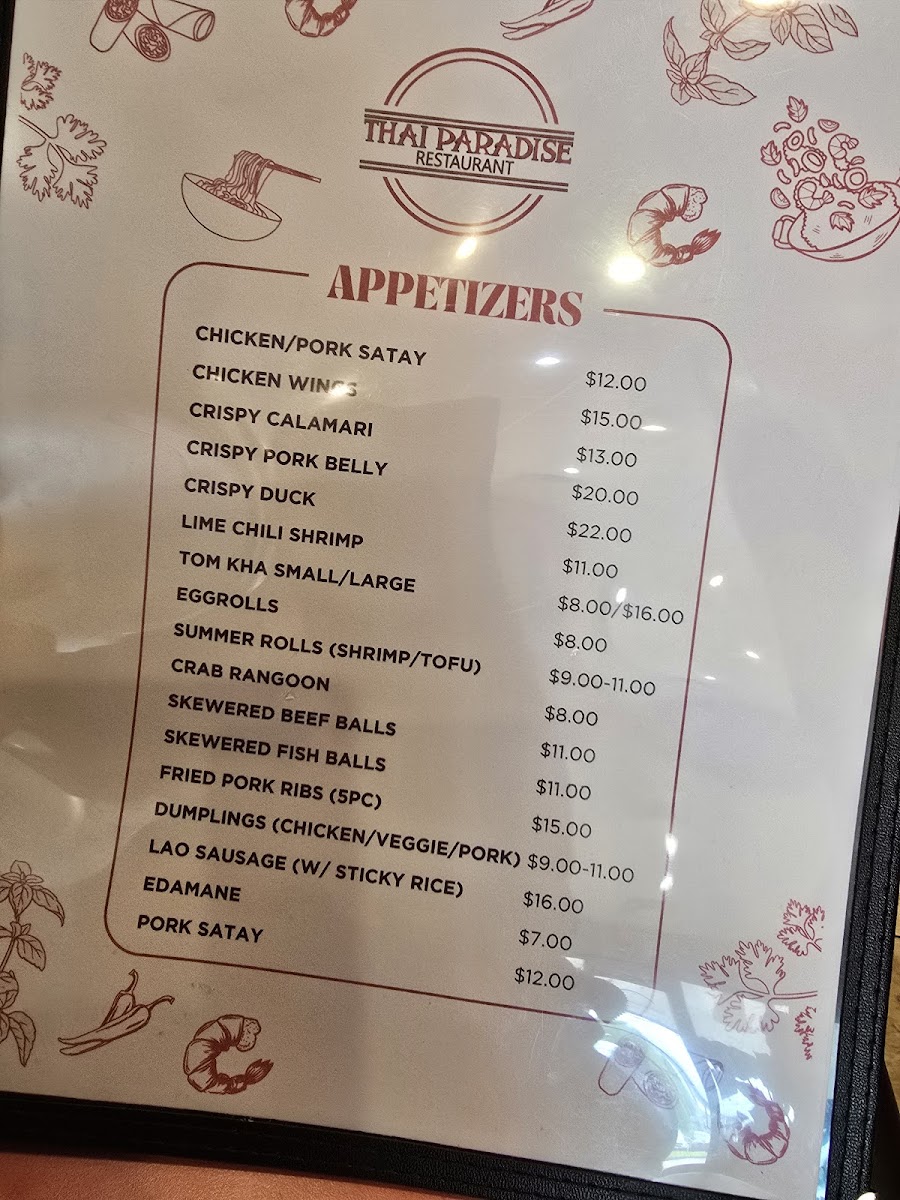 THAI PARADISE
RESTAURANT
APPETIZERS
CHICKEN/PORK SATAY $12.00
CHICKEN WINGS $15.00
CRISPY CALAMARI $13.00
CRISPY PORK BELLY $20.00
CRISPY DUCK $22.00
LIME CHILI SHRIMP $11.00
TOM KHA SMALL/LARGE $8.00/$16.00
EGGROLLS $8.00
SUMMER ROLLS (SHRIMP/TOFU) $9.00-11.00
CRAB RANGOON $8.00
SKEWERED BEEF BALLS $11.00
SKEWERED FISH BALLS $11.00
FRIED PORK RIBS (5PC) $15.00
DUMPLINGS (CHICKEN/VEGGIE/PORK) $9.00-11.00
LAO SAUSAGE (W/ STICKY RICE) $16.00
EDAMANE $7.00
PORK SATAY $12.00